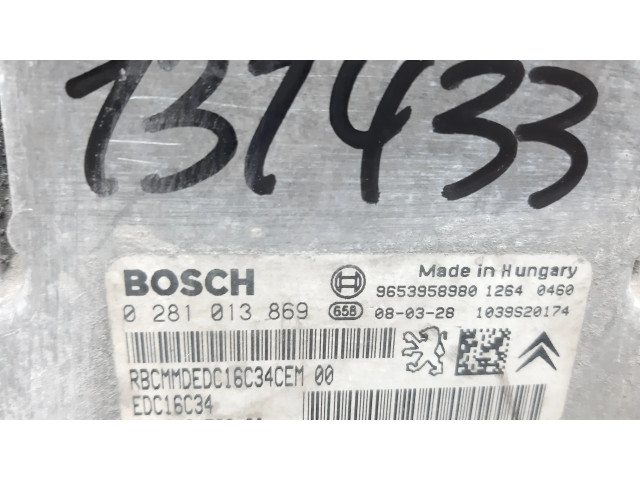 131433
BOSCH
Made in Hungary
9653958980 1264 0460
0 281 013 869 658 08-03-28 1039S20174
RBCMMDEDC16C34CEM 00
EDC16C34